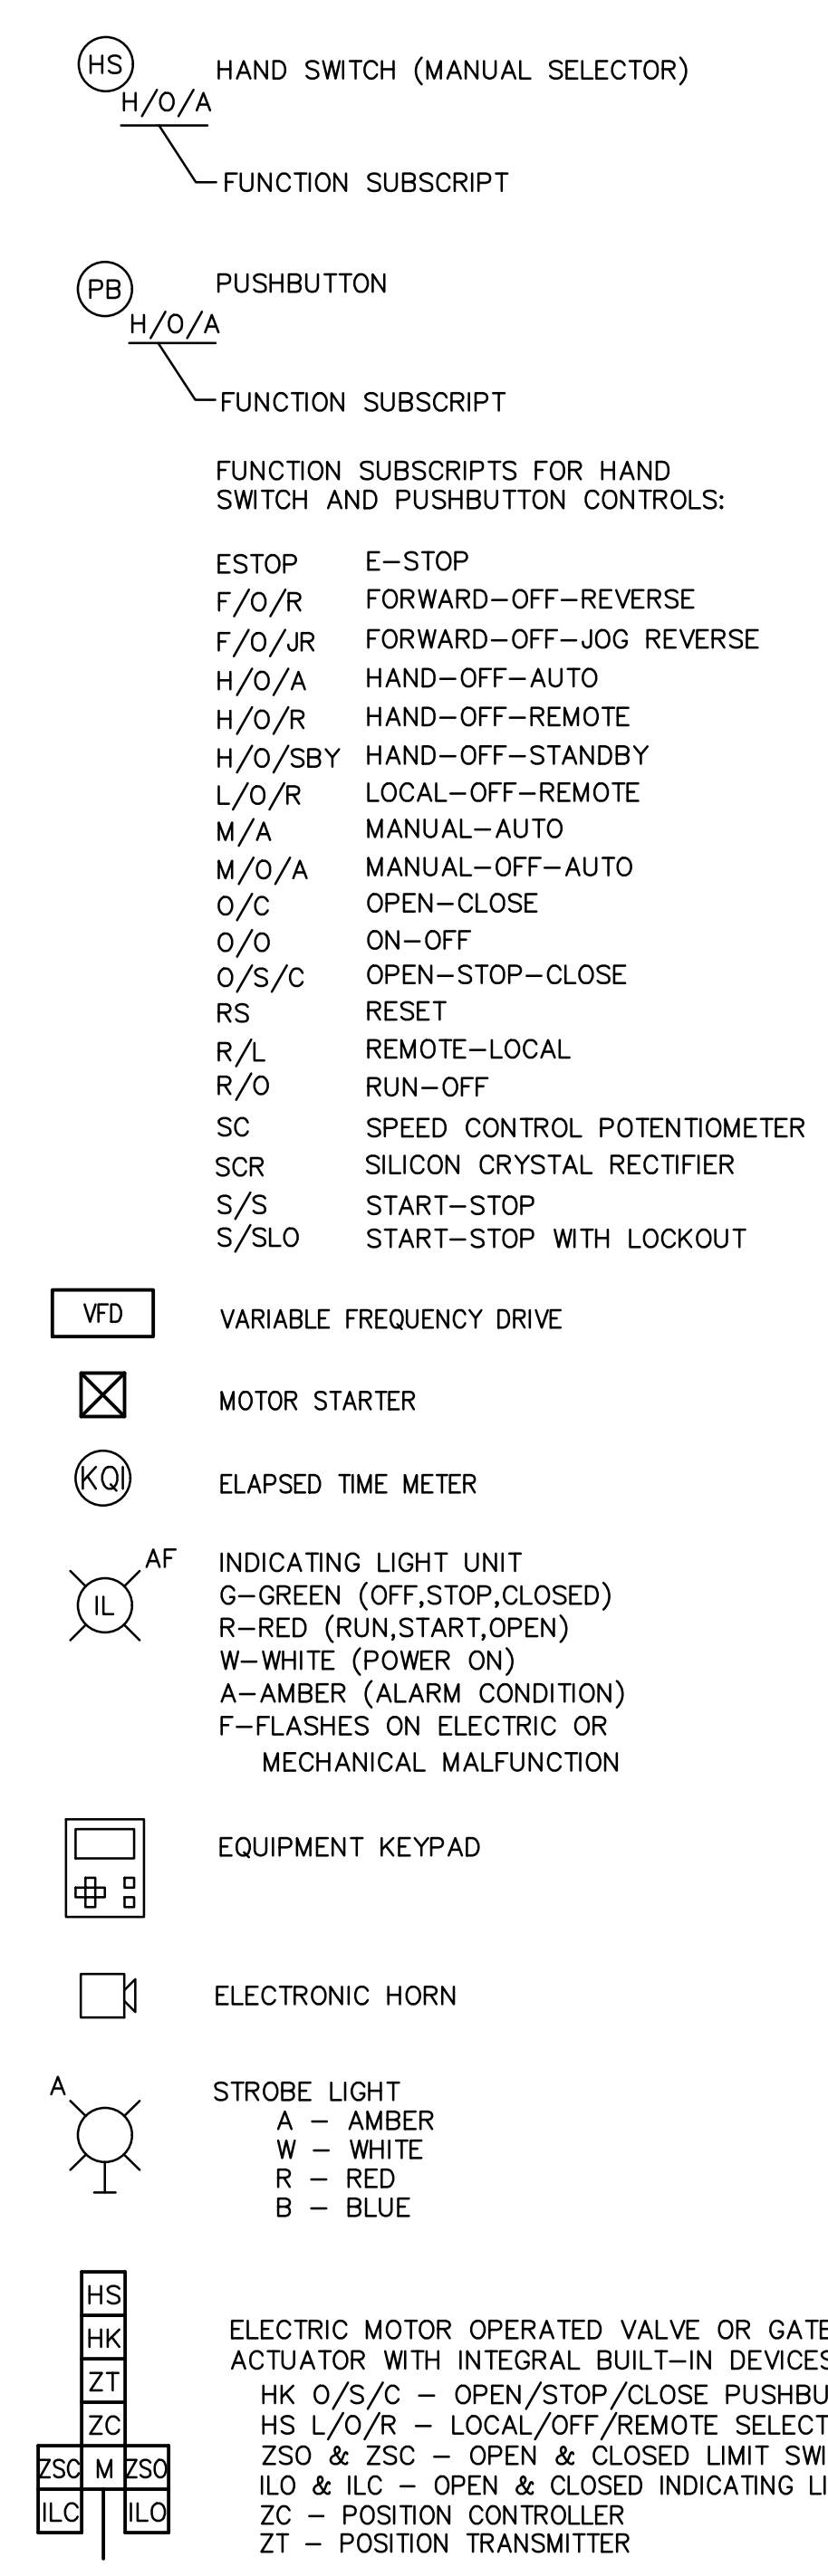 HS HAND SWITCH (MANUAL SELECTOR)
H/O/A
FUNCTION SUBSCRIPT
PB PUSHBUTTON
H/O/A
FUNCTION SUBSCRIPT
FUNCTION SUBSCRIPTS FOR HAND
SWITCH AND PUSHBUTTON CONTROLS:
ESTOP E-STOP
F/O/R FORWARD-OFF-REVERSE
F/O/JR FORWARD-OFF-JOG REVERSE
H/O/A HAND-OFF-AUTO
H/O/R HAND-OFF-REMOTE
H/O/SBY HAND-OFF-STANDBY
L/O/R LOCAL-OFF-REMOTE
M/A MANUAL-AUTO
M/O/A MANUAL-OFF-AUTO
O/C OPEN-CLOSE
O/O ON-OFF
O/S/C OPEN-STOP-CLOSE
RS RESET
R/L REMOTE-LOCAL
R/O RUN-OFF
SC SPEED CONTROL POTENTIOMETER
SCR SILICON CRYSTAL RECTIFIER
S/S START-STOP
S/SLO START-STOP WITH LOCKOUT
VFD VARIABLE FREQUENCY DRIVE
MOTOR STARTER
KQI ELAPSED TIME METER
AF INDICATING LIGHT UNIT
G-GREEN (OFF,STOP,CLOSED)
IL R-RED (RUN,START,OPEN)
W-WHITE (POWER ON)
A-AMBER (ALARM CONDITION)
F-FLASHES ON ELECTRIC OR
MECHANICAL MALFUNCTION
EQUIPMENT KEYPAD
ELECTRONIC HORN
A STROBE LIGHT
A - AMBER
W - WHITE
R - RED
B - BLUE
HS
HK ELECTRIC MOTOR OPERATED VALVE OR GATE
ACTUATOR WITH INTEGRAL BUILT-IN DEVICES
ZT HK O/S/C - OPEN/STOP/CLOSE PUSHBU
ZC HS L/O/R - LOCAL/OFF/REMOTE SELECT
ZSC M ZSO ZSO & ZSC - OPEN & CLOSED LIMIT SWI
ILO & ILC - OPEN & CLOSED INDICATING LI
ILC ILO ZC - POSITION CONTROLLER
ZT - POSITION TRANSMITTER